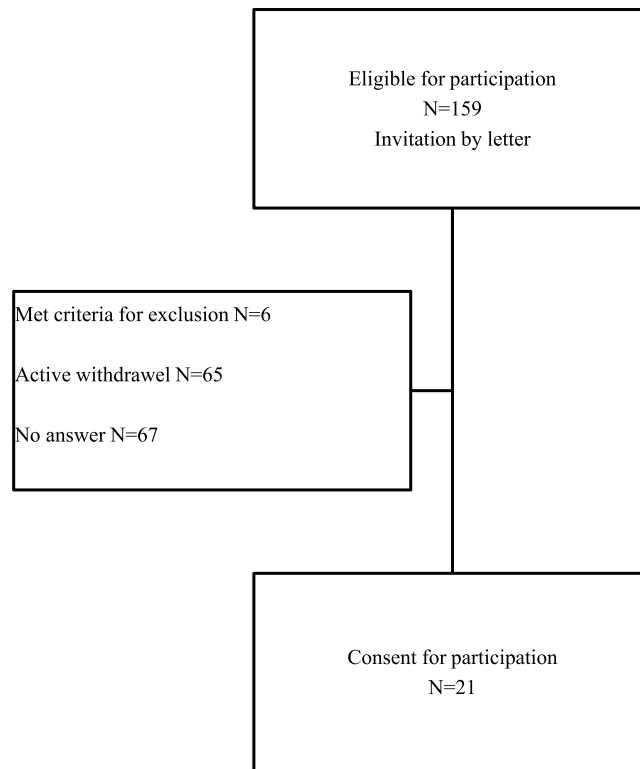 Eligible for participation
N=159
Invitation by letter
Met criteria for exclusion N=6
Active withdrawel N=65
No answer N=67
Consent for participation
N=21